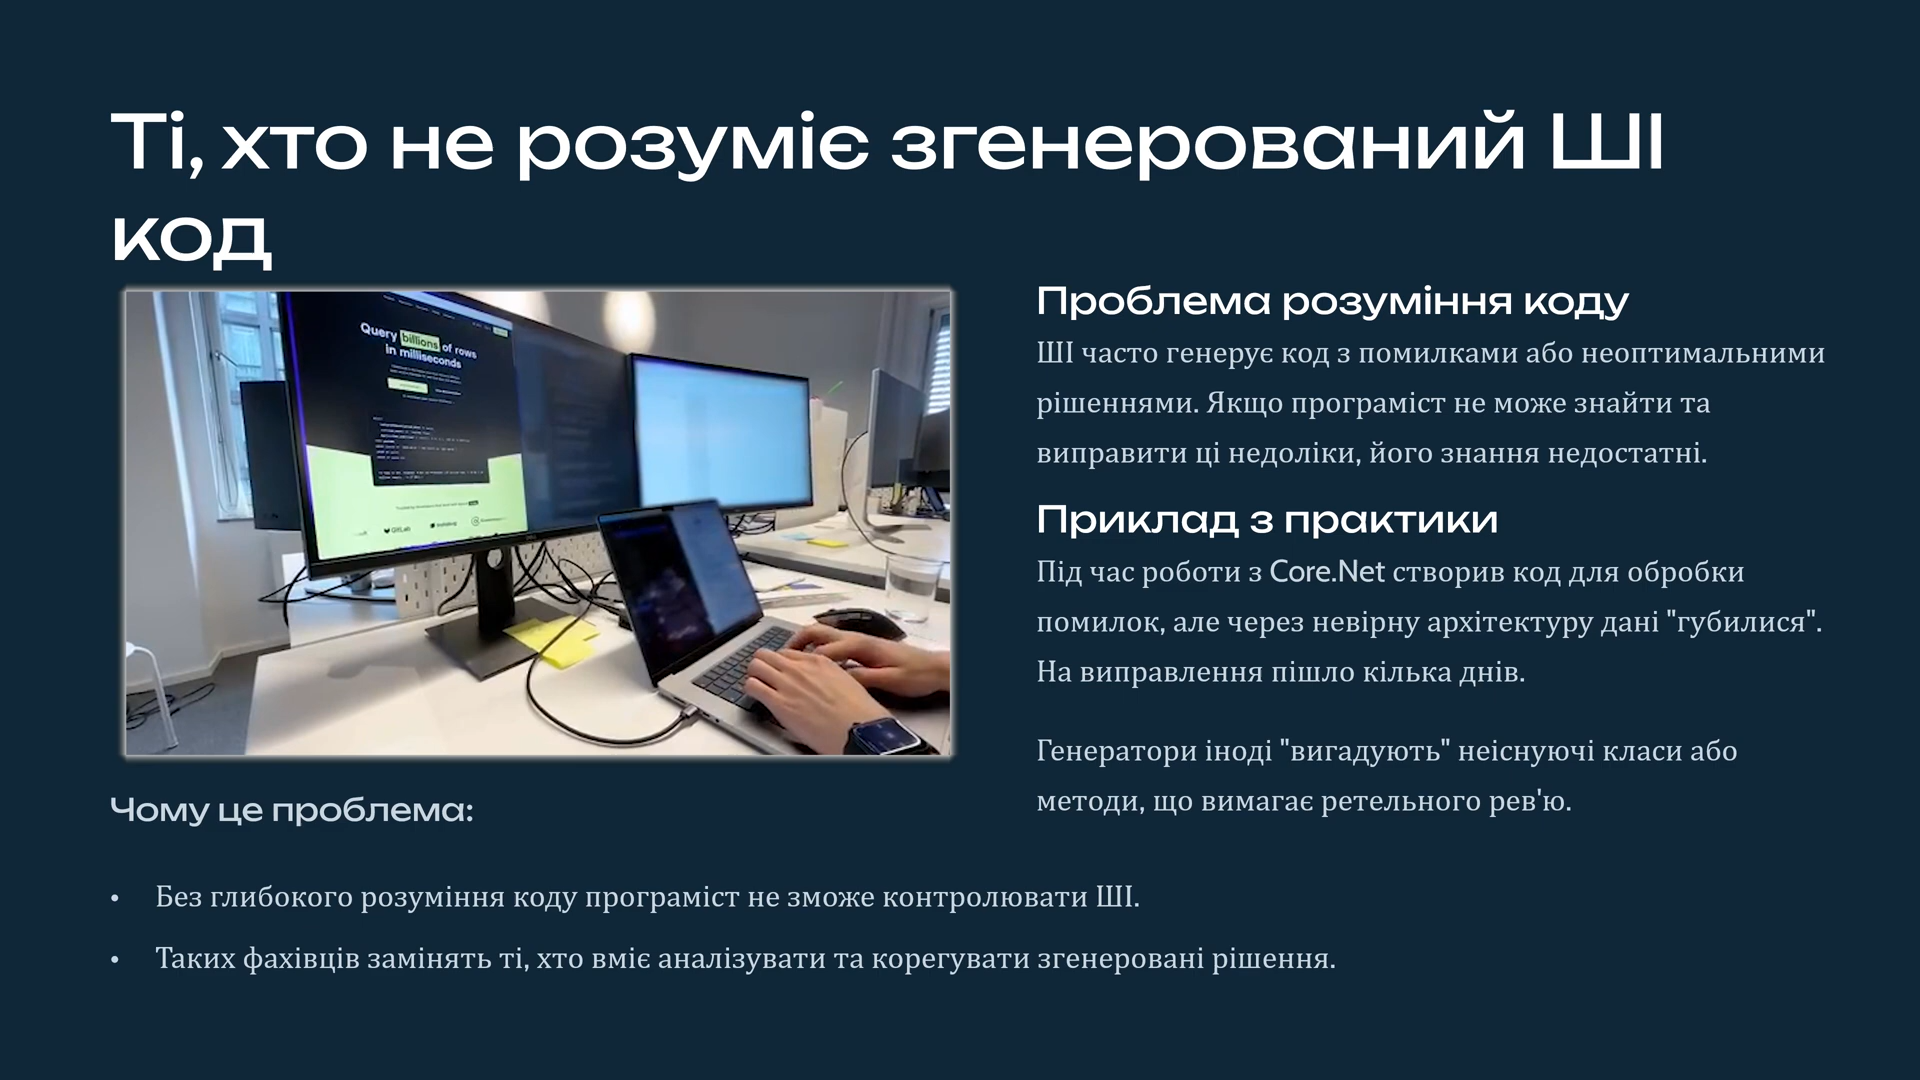 Ті, хто не розуміє згенерований ШІ
код
Query billions of rows
in milliseconds
GitLab
Проблема розуміння коду
ШІ часто генерує код з помилками або неоптимальними
рішеннями. Якщо програміст не може знайти та
виправити ці недоліки, його знання недостатні.
Приклад з практики
Під час роботи з Core.Net створив код для обробки
помилок, але через невірну архітектуру дані "губилися".
На виправлення пішло кілька днів.
Генератори іноді "вигадують" неіснуючі класи або
методи, що вимагає ретельного рев'ю.
Чому це проблема:
• Без глибокого розуміння коду програміст не зможе контролювати ШІ.
• Таких фахівців замінять ті, хто вміє аналізувати та корегувати згенеровані рішення.